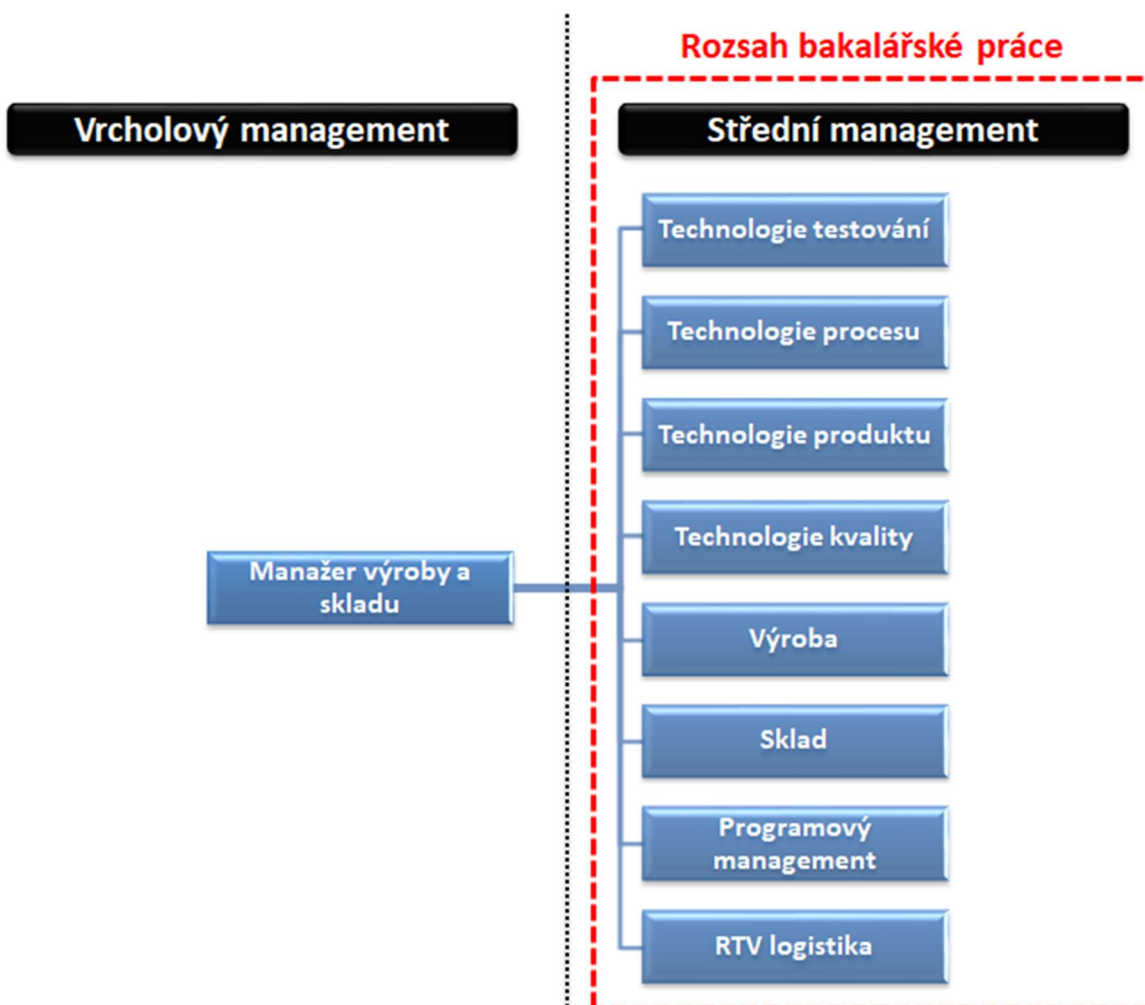 Rozsah bakalářské práce
Vrcholový management
Střední management
Technologie testování
Technologie procesu
Technologie produktu
Technologie kvality
Manažer výroby a
skladu
Výroba
Sklad
Programový
management
RTV logistika